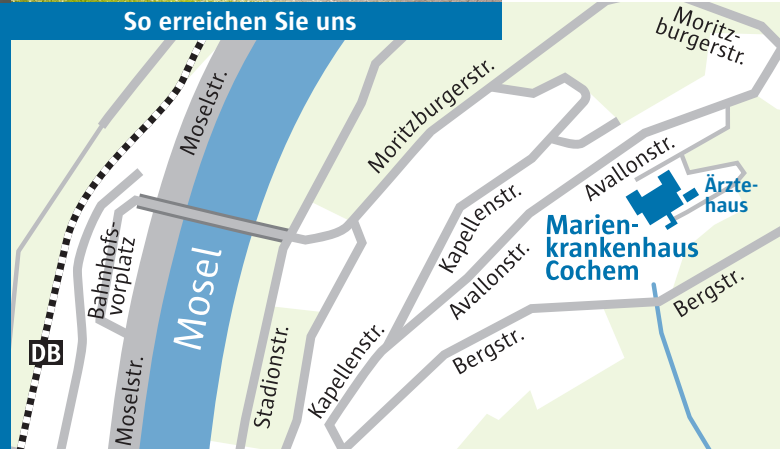 So erreichen Sie uns
Moritz-
burgerstr.
Moselstr.
Moritzburgerstr.
Avallonstr.
Ärzte-
haus
Kapellenstr.
Marien-
krankenhaus
Cochem
Bahnhofs-
vorplatz
Mosel
Avallonstr.
Bergstr.
DB
Bergstr.
Stadionstr.
Kapellenstr.
Moselstr.